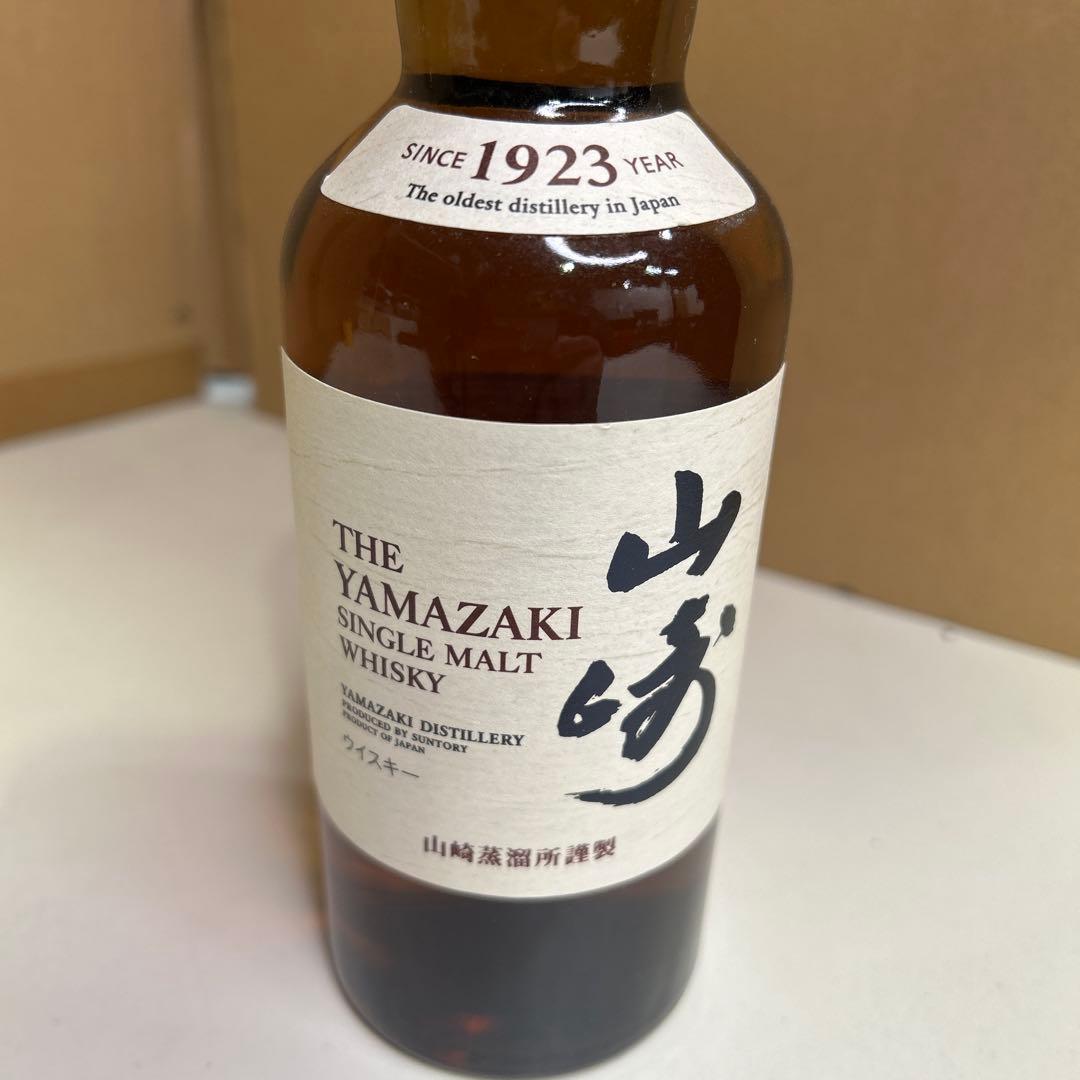 SINCE 1923 YEAR
The oldest distillery in Japan
THE
YAMAZAKI
SINGLE MALT
WHISKY
YAMAZAKI DISTILLERY
PRODUCED BY SUNTORY
PRODUCT OF JAPAN
ウイスキー
山崎
山崎蒸溜所謹製